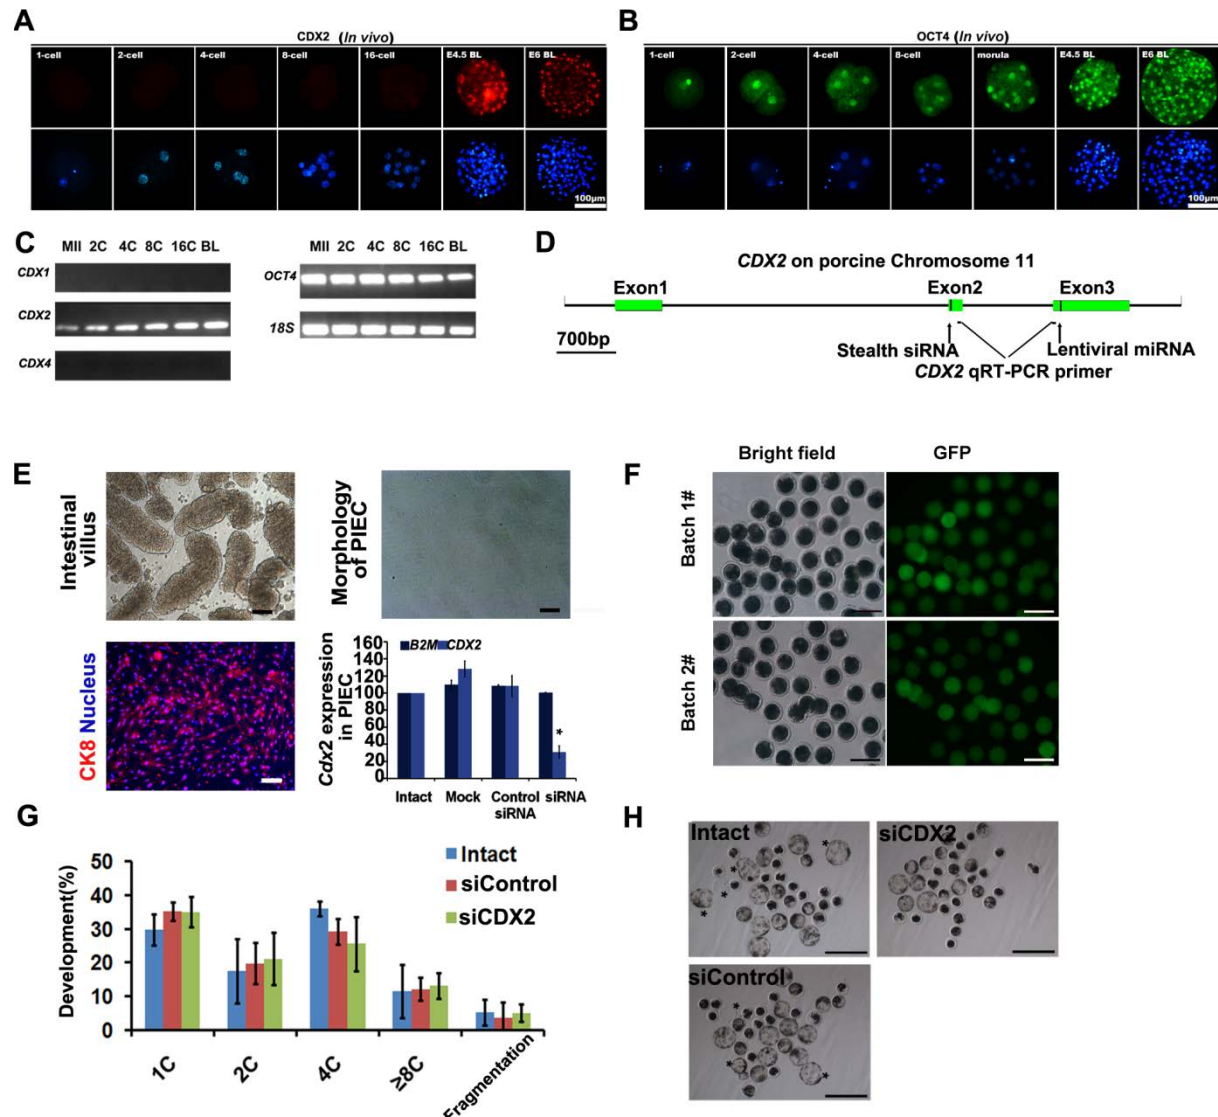 A
CDX2 (In vivo)
1-cell 2-cell 4-cell 8-cell 16-cell E4.5 BL E6 BL
100μm
B
OCT4 (In vivo)
1-cell 2-cell 4-cell 8-cell morula E4.5 BL E6 BL
100μm
C
MII 2C 4C 8C 16C BL
CDX1
CDX2
CDX4
MII 2C 4C 8C 16C BL
OCT4
18S
D
CDX2 on porcine Chromosome 11
Exon1 Exon2 Exon3
700bp
Stealth siRNA
Lentiviral miRNA
CDX2 qRT-PCR
primer
E
Intestinal
villus
Morphology
of PIEC
CK8 Nucleus
Cdx2 expression
in PIEC
160
140
120
100
80
60
40
20
0
B2M CDX2
*
Intact Mock Control siRNA
siRNA
F
Bright field GFP
Batch 1#
Batch 2#
G
Development(%)
50
40
30
20
10
0
Intact
siControl
siCDX2
1C 2C 4C ≥8C Fragmentation
H
Intact
* * * * *
siCDX2
siControl
* * *